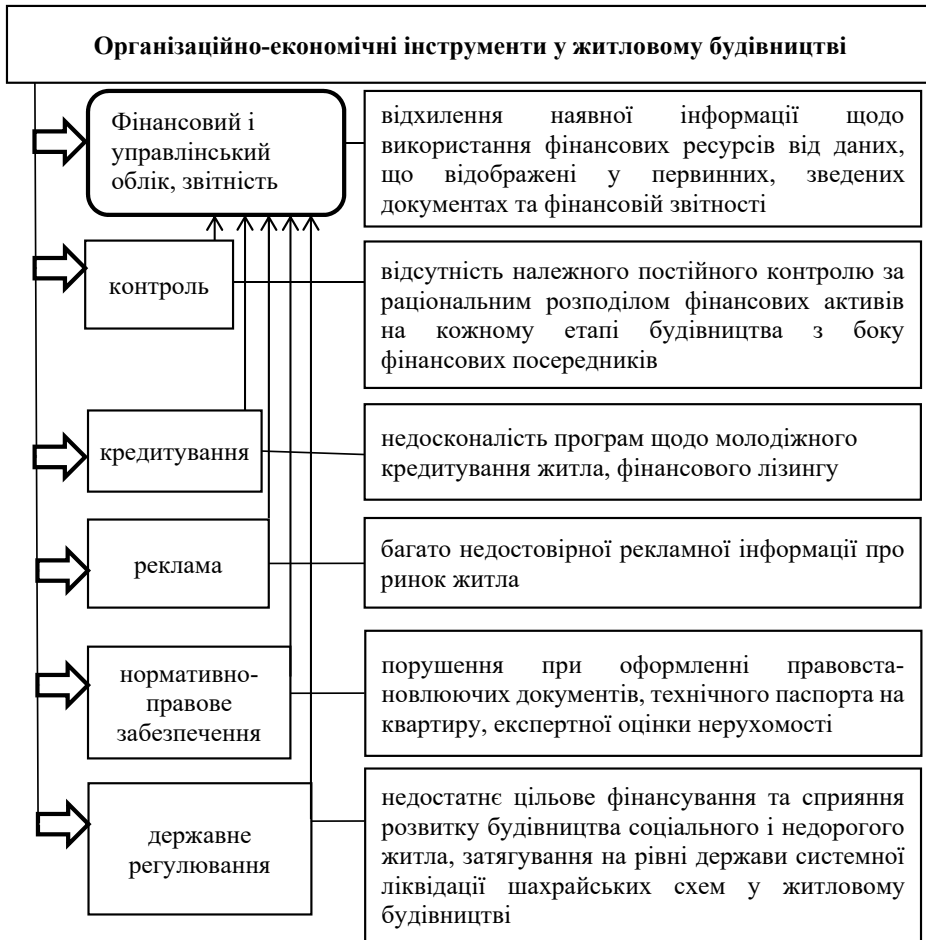 Організаційно-економічні інструменти у житловому будівництві
Фінансовий і
управлінський
облік, звітність
відхилення наявної інформації щодо
використання фінансових ресурсів від даних,
що відображені у первинних, зведених
документах та фінансовій звітності
контроль
відсутність належного постійного контролю за
раціональним розподілом фінансових активів
на кожному етапі будівництва з боку
фінансових посередників
кредитування
недосконалість програм щодо молодіжного
кредитування житла, фінансового лізингу
реклама
багато недостовірної рекламної інформації про
ринок житла
нормативно-
правове
забезпечення
порушення при оформленні правовста-
новлюючих документів, технічного паспорта на
квартиру, експертної оцінки нерухомості
державне
регулювання
недостатнє цільове фінансування та сприяння
розвитку будівництва соціального і недорогого
житла, затягування на рівні держави системної
ліквідації шахрайських схем у житловому
будівництві